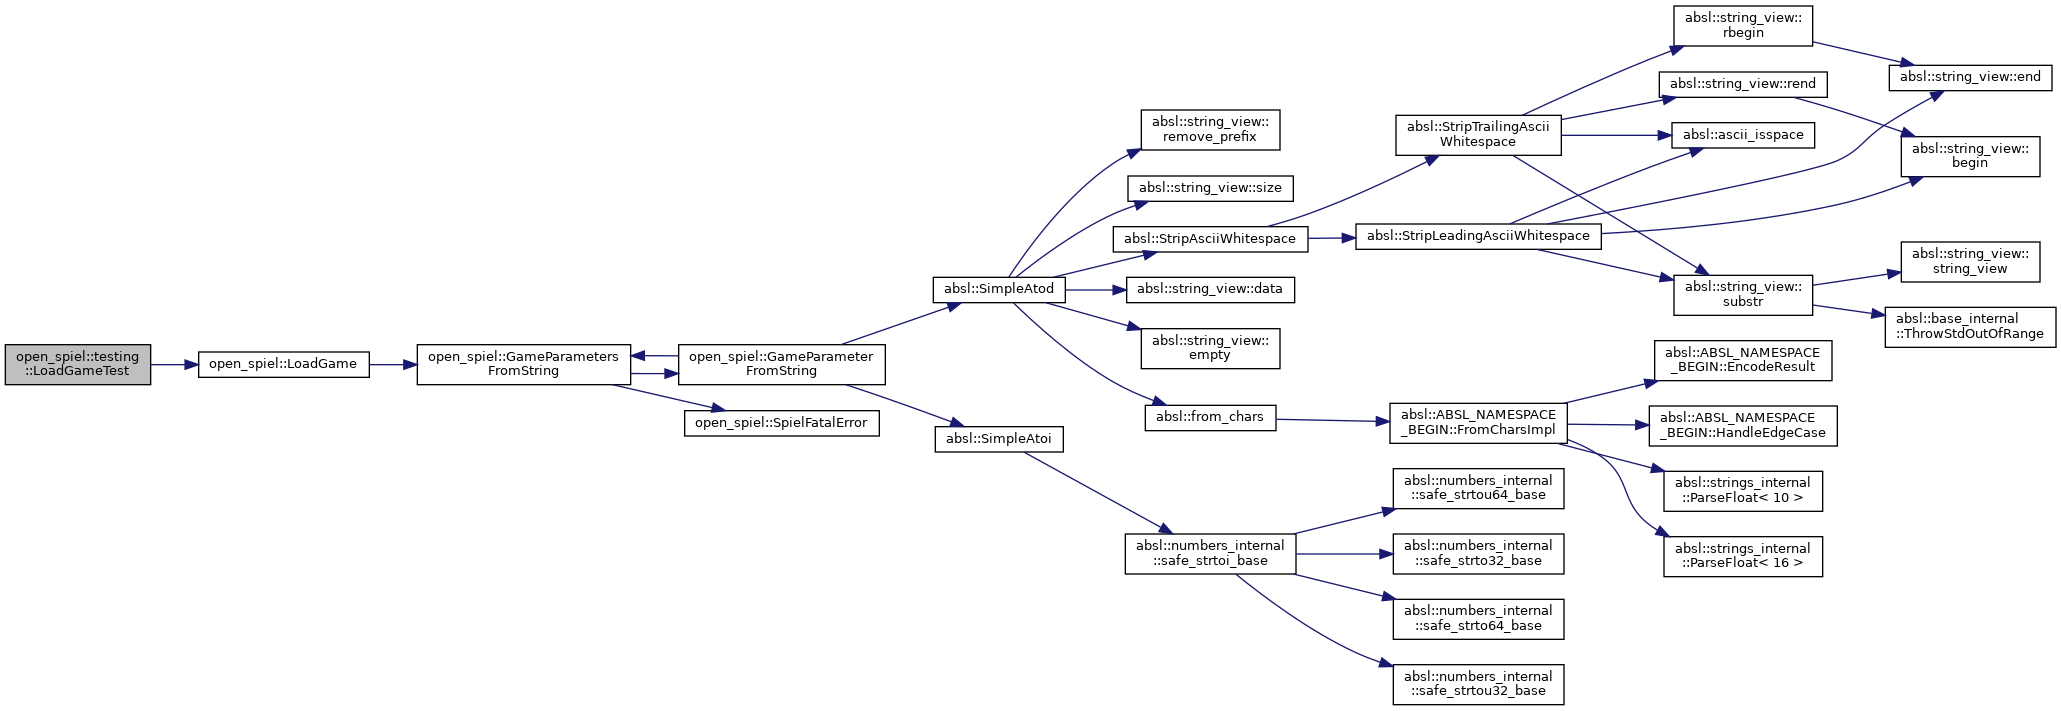 open_spiel::testing
::LoadGameTest
open_spiel::LoadGame
open_spiel::GameParameters
FromString
open_spiel::GameParameter
FromString
open_spiel::SpielFatalError
absl::SimpleAtod
absl::SimpleAtoi
absl::string_view::
remove_prefix
absl::string_view::size
absl::StripAsciiWhitespace
absl::string_view::data
absl::string_view::
empty
absl::from_chars
absl::numbers_internal
::safe_strtoi_base
absl::StripTrailingAscii
Whitespace
absl::StripLeadingAsciiWhitespace
absl::ABSL_NAMESPACE
_BEGIN::FromCharsImpl
absl::numbers_internal
::safe_strtou64_base
absl::numbers_internal
::safe_strto32_base
absl::numbers_internal
::safe_strto64_base
absl::numbers_internal
::safe_strtou32_base
absl::string_view::
rbegin
absl::string_view::rend
absl::ascii_isspace
absl::string_view::
substr
absl::ABSL_NAMESPACE
_BEGIN::EncodeResult
absl::ABSL_NAMESPACE
_BEGIN::HandleEdgeCase
absl::strings_internal
::ParseFloat< 10 >
absl::strings_internal
::ParseFloat< 16 >
absl::string_view::end
absl::string_view::
begin
absl::string_view::
string_view
absl::base_internal
::ThrowStdOutOfRange